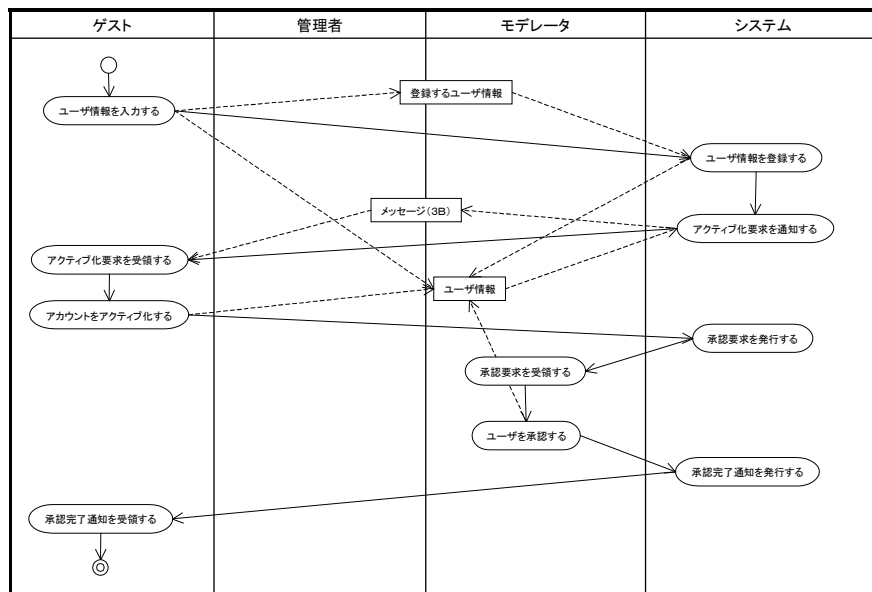 ゲスト
管理者
モデレータ
システム
ユーザ情報を入力する
登録するユーザ情報
ユーザ情報を登録する
メッセージ(3B)
アクティブ化要求を通知する
アクティブ化要求を受領する
ユーザ情報
アカウントをアクティブ化する
承認要求を発行する
承認要求を受領する
ユーザを承認する
承認完了通知を発行する
承認完了通知を受領する